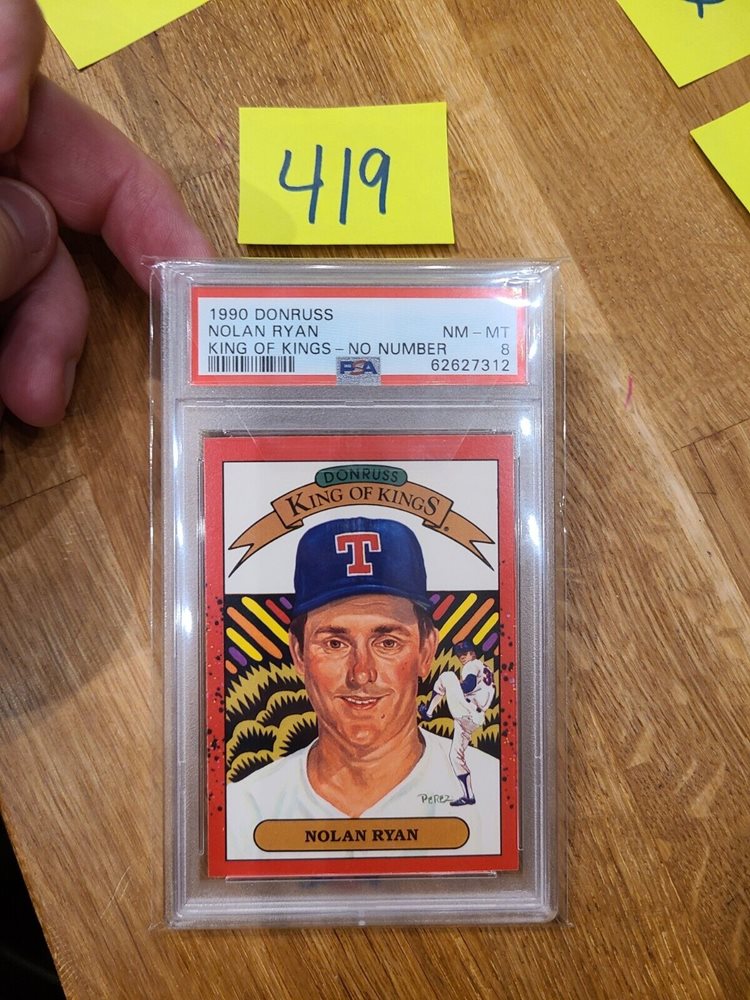 419
1990 DONRUSS
NOLAN RYAN NM - MT
KING OF KINGS - NO NUMBER 8
PSA 62627312
DONRUSS
KING OF KINGS®
T
PEREZ
NOLAN RYAN